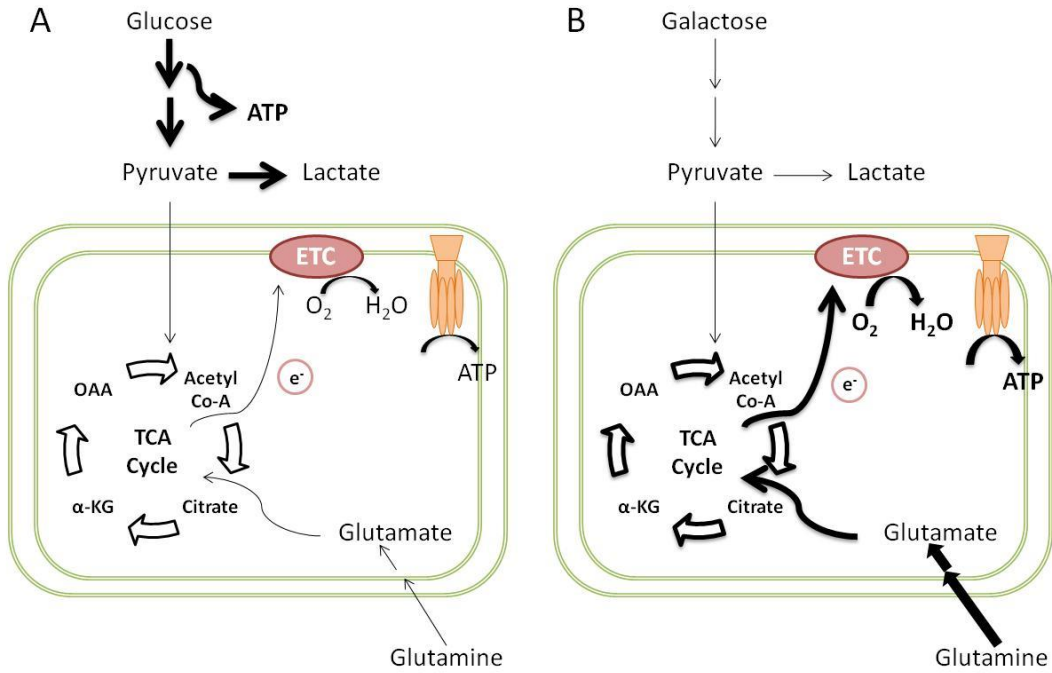 A
Glucose
ATP
Pyruvate
Lactate
ETC
O₂
H₂O
ATP
e⁻
OAA
Acetyl
Co-A
TCA
Cycle
α-KG
Citrate
Glutamate
Glutamine
B
Galactose
Pyruvate
Lactate
ETC
O₂
H₂O
ATP
e⁻
OAA
Acetyl
Co-A
TCA
Cycle
α-KG
Citrate
Glutamate
Glutamine